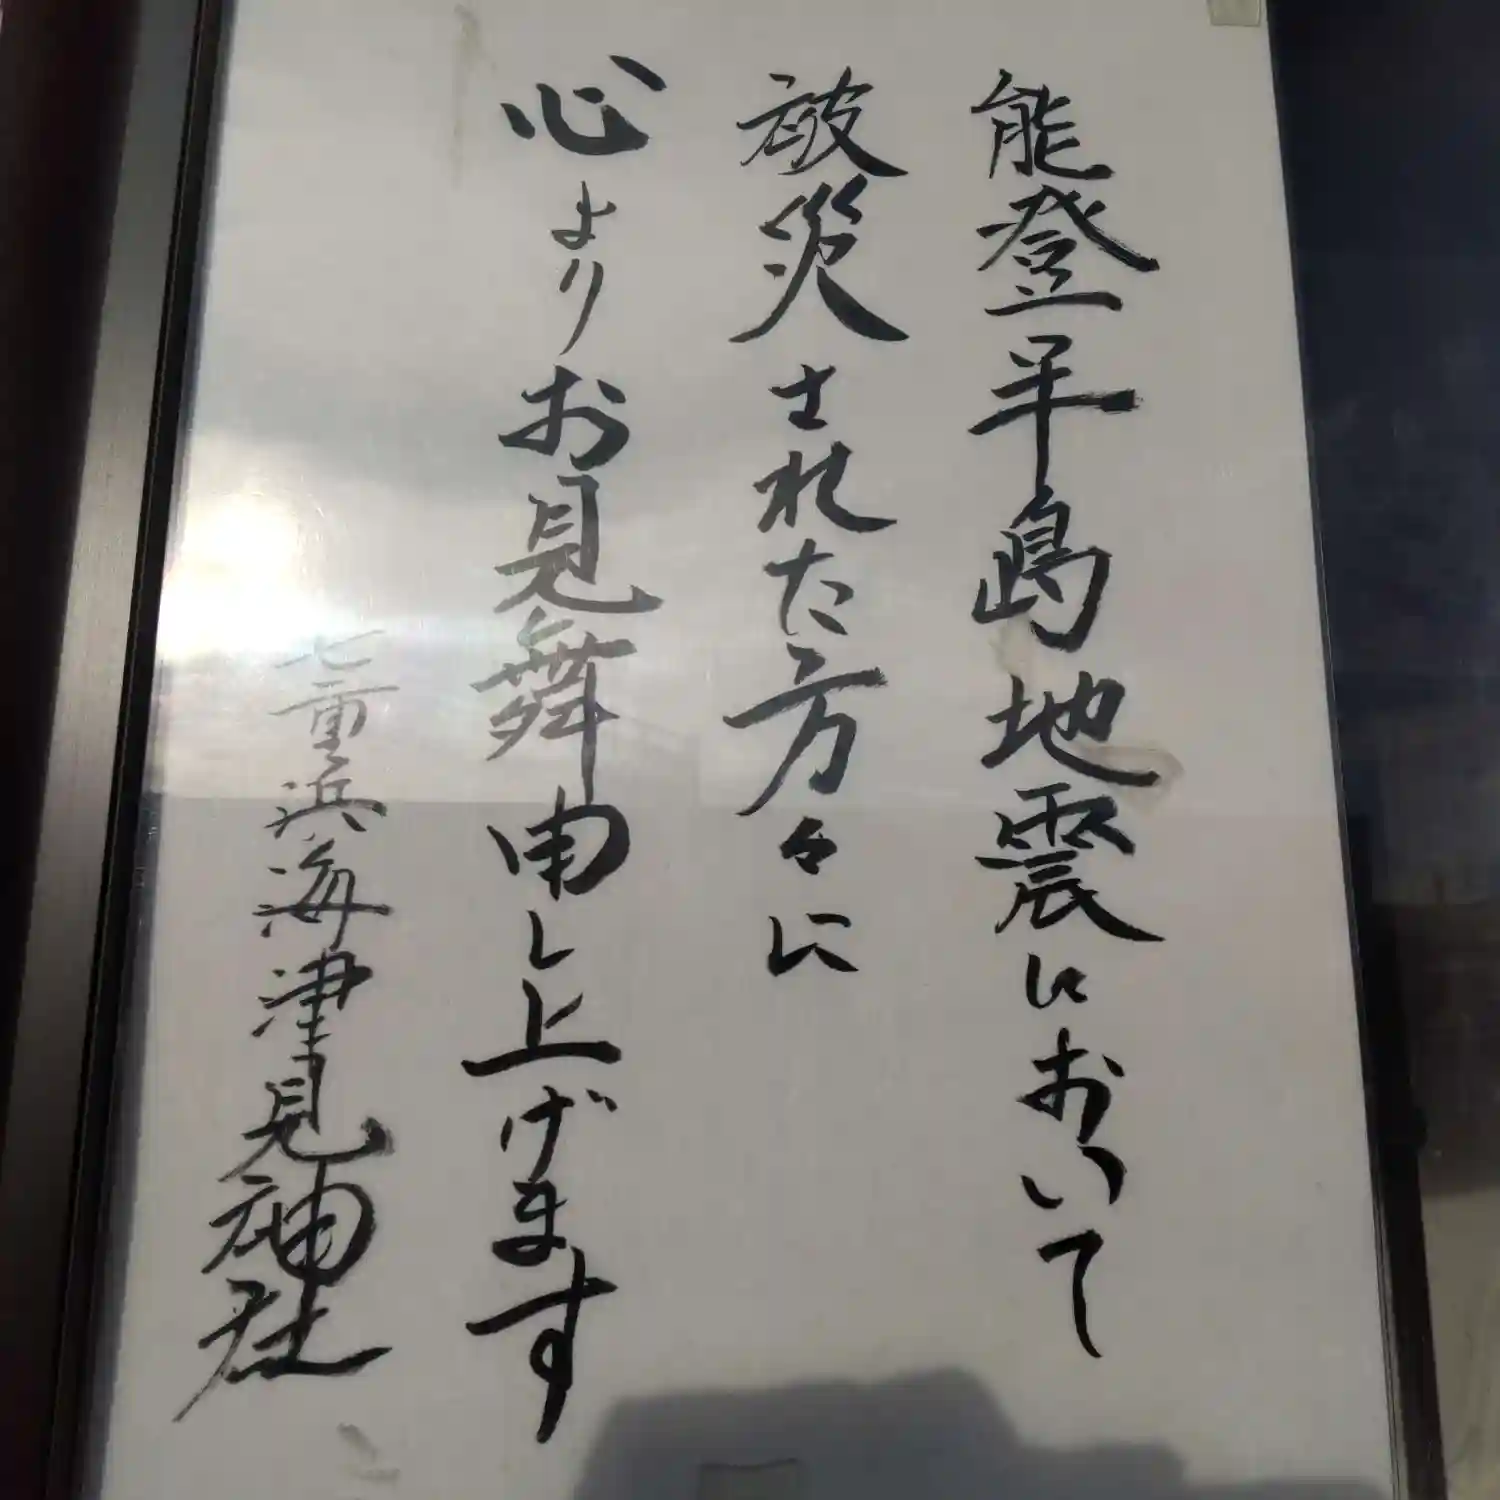 能登半島地震において
被災された方々に
心よりお見舞申し上げます
七重浜海津見神社